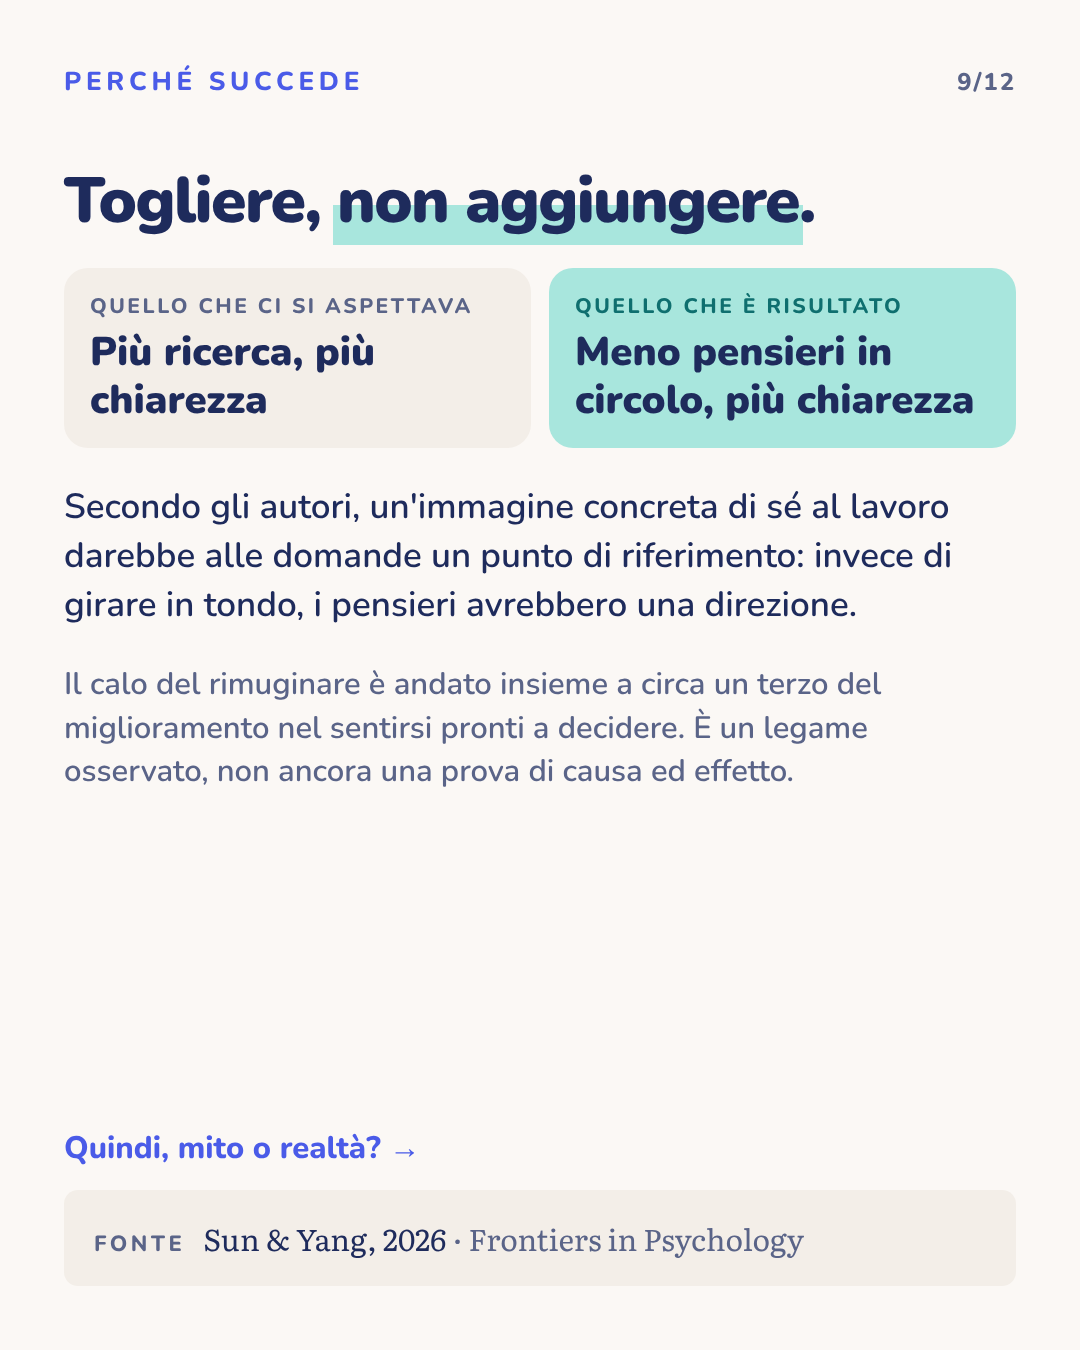 PERCHÉ SUCCEDE
9/12
Togliere, non aggiungere.
QUELLO CHE CI SI ASPETTAVA
Più ricerca, più
chiarezza
QUELLO CHE È RISULTATO
Meno pensieri in
circolo, più chiarezza
Secondo gli autori, un'immagine concreta di sé al lavoro
darebbe alle domande un punto di riferimento: invece di
girare in tondo, i pensieri avrebbero una direzione.
Il calo del rimuginare è andato insieme a circa un terzo del
miglioramento nel sentirsi pronti a decidere. È un legame
osservato, non ancora una prova di causa ed effetto.
Quindi, mito o realtà? →
FONTE Sun & Yang, 2026 · Frontiers in Psychology